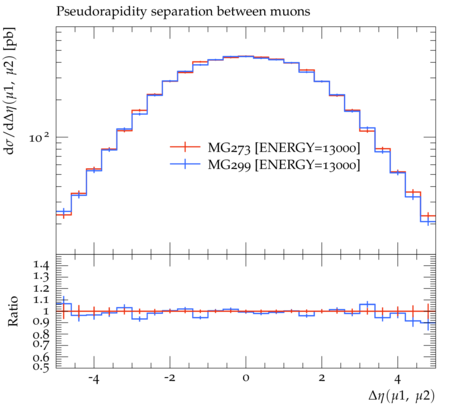 Pseudorapidity separation between muons
dσ/dΔη(μ1, μ2) [pb]
10²
MG273 [ENERGY=13000]
MG299 [ENERGY=13000]
Ratio
1.4
1.3
1.2
1.1
1
0.9
0.8
0.7
0.6
0.5
-4 -2 0 2 4
Δη(μ1, μ2)